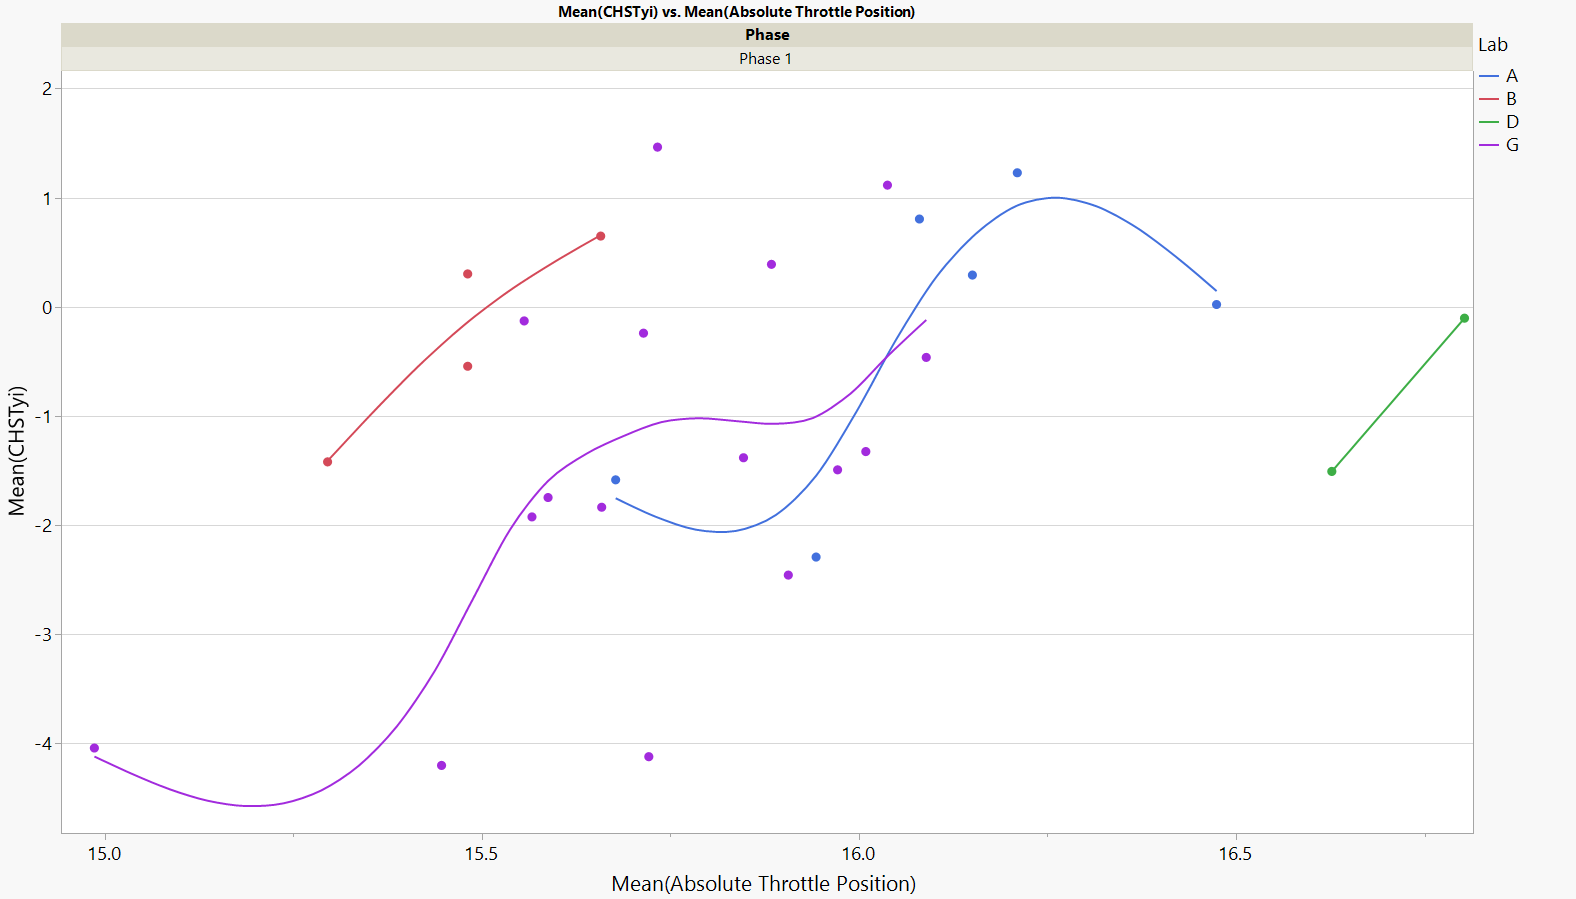 Mean(CHSTyi) vs. Mean(Absolute Throttle Position)
Phase
Phase 1
Lab
A
B
D
G
2
1
0
-1
-2
-3
-4
Mean(CHSTyi)
15.0
15.5
16.0
16.5
Mean(Absolute Throttle Position)